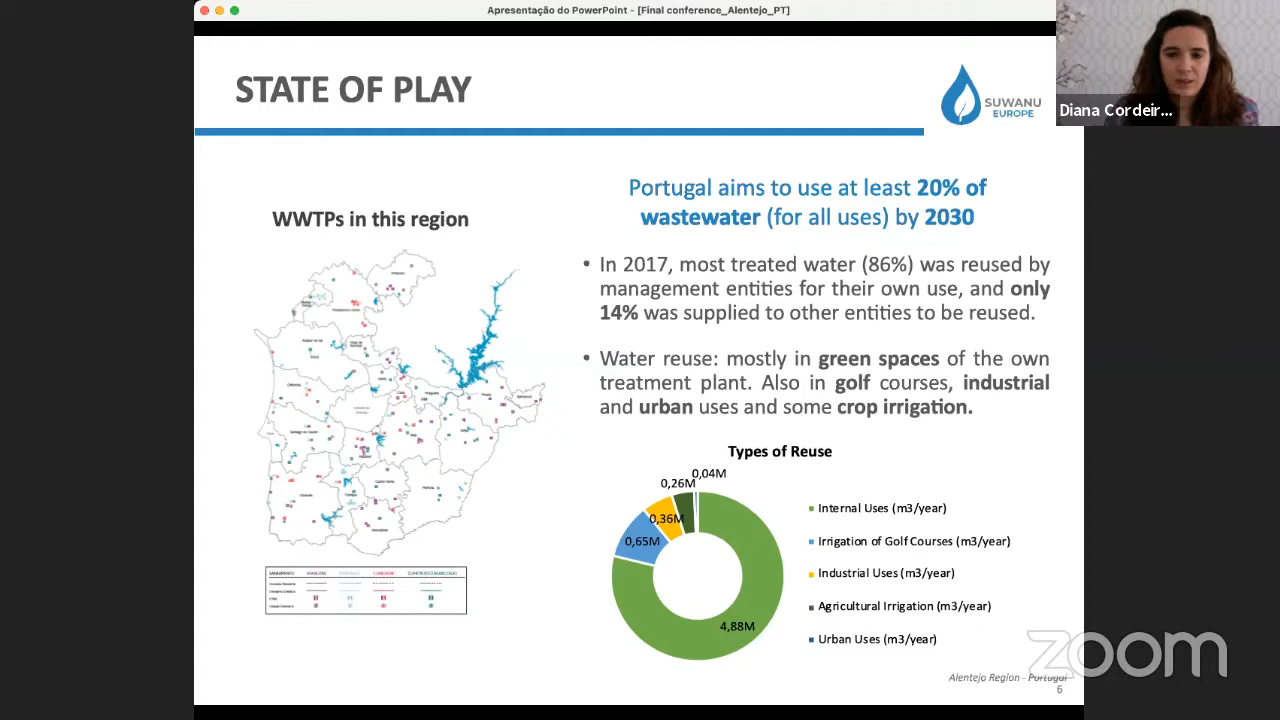 Apresentação do PowerPoint - [Final conference_Alentejo_PT]
STATE OF PLAY
SUWANU
EUROPE
Diana Cordeir...
WWTPs in this region
Portugal aims to use at least 20% of
wastewater (for all uses) by 2030
• In 2017, most treated water (86%) was reused by
management entities for their own use, and only
14% was supplied to other entities to be reused.
• Water reuse: mostly in green spaces of the own
treatment plant. Also in golf courses, industrial
and urban uses and some crop irrigation.
Types of Reuse
0,04M
0,26M
0,36M
0,65M
4,88M
Internal Uses (m3/year)
Irrigation of Golf Courses (m3/year)
Industrial Uses (m3/year)
Agricultural Irrigation (m3/year)
Urban Uses (m3/year)
zoom
Alentejo Region - Portugal
6